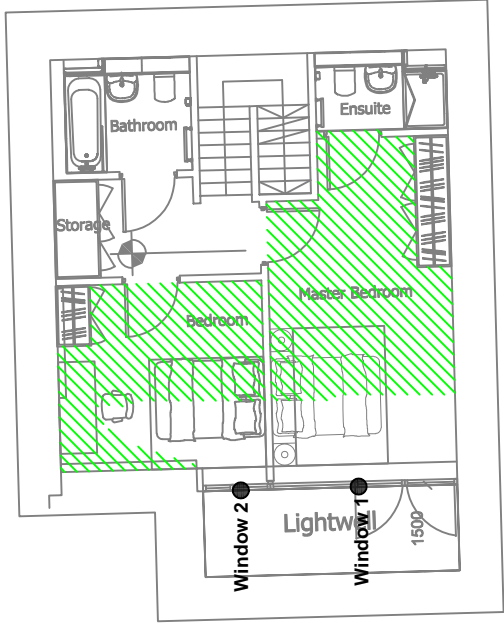 Ensuite
Bathroom
Storage
Master Bedroom
Bedroom
Lightwell
1500
Window 2
Window 1